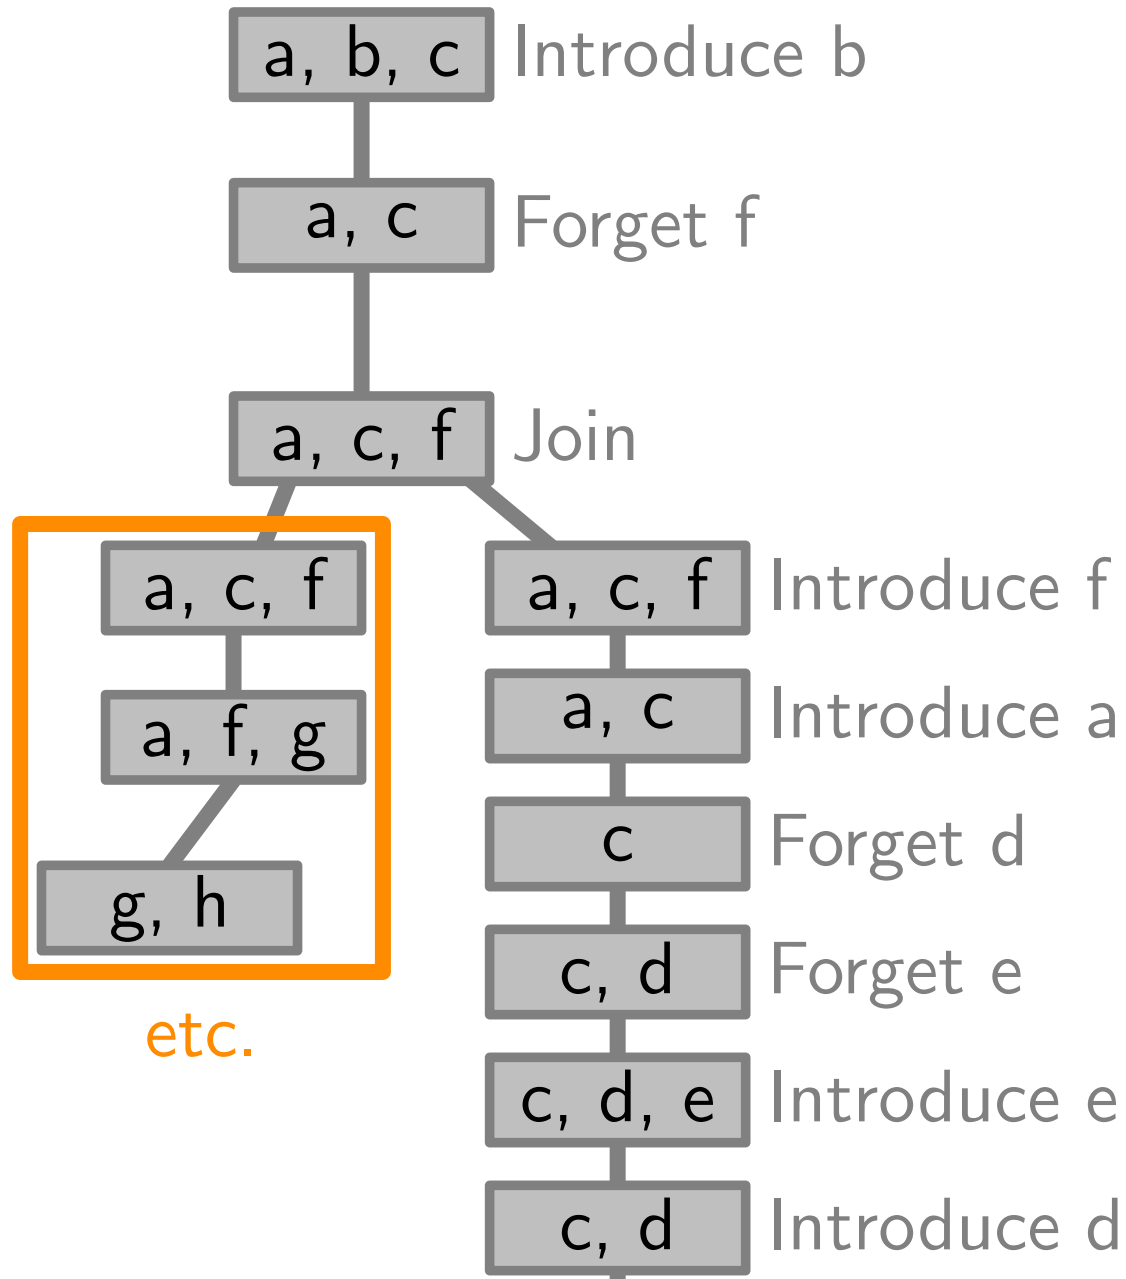 a, b, c Introduce b
a, c Forget f
a, c, f Join
a, c, f a, c, f Introduce f
a, c Introduce a
a, f, g
c Forget d
g, h
c, d Forget e
etc.
c, d, e Introduce e
c, d Introduce d